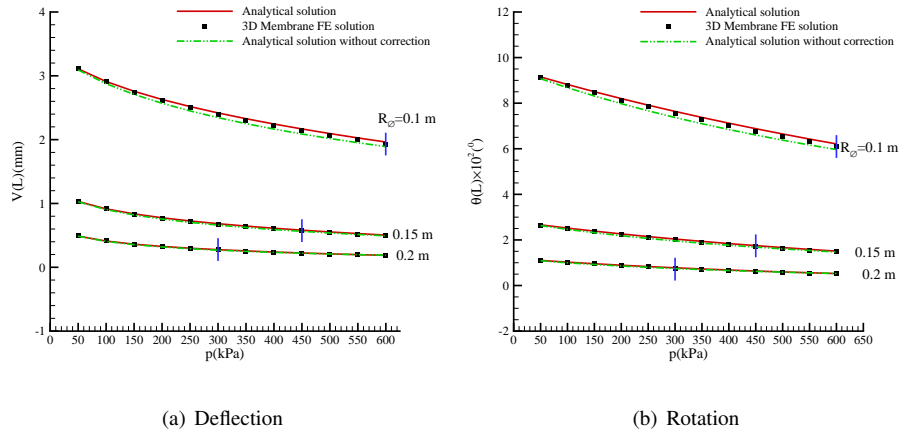 Analytical solution
3D Membrane FE solution
Analytical solution without correction
4
3
2
1
0
-1
V(L)(mm)
R∅=0.1 m
0.15 m
0.2 m
0 50 100 150 200 250 300 350 400 450 500 550 600
p(kPa)
(a) Deflection
Analytical solution
3D Membrane FE solution
Analytical solution without correction
12
10
8
6
4
2
0
-2
θ(L)×10²(⁰)
R∅=0.1 m
0.15 m
0.2 m
0 50 100 150 200 250 300 350 400 450 500 550 600 650
p(kPa)
(b) Rotation